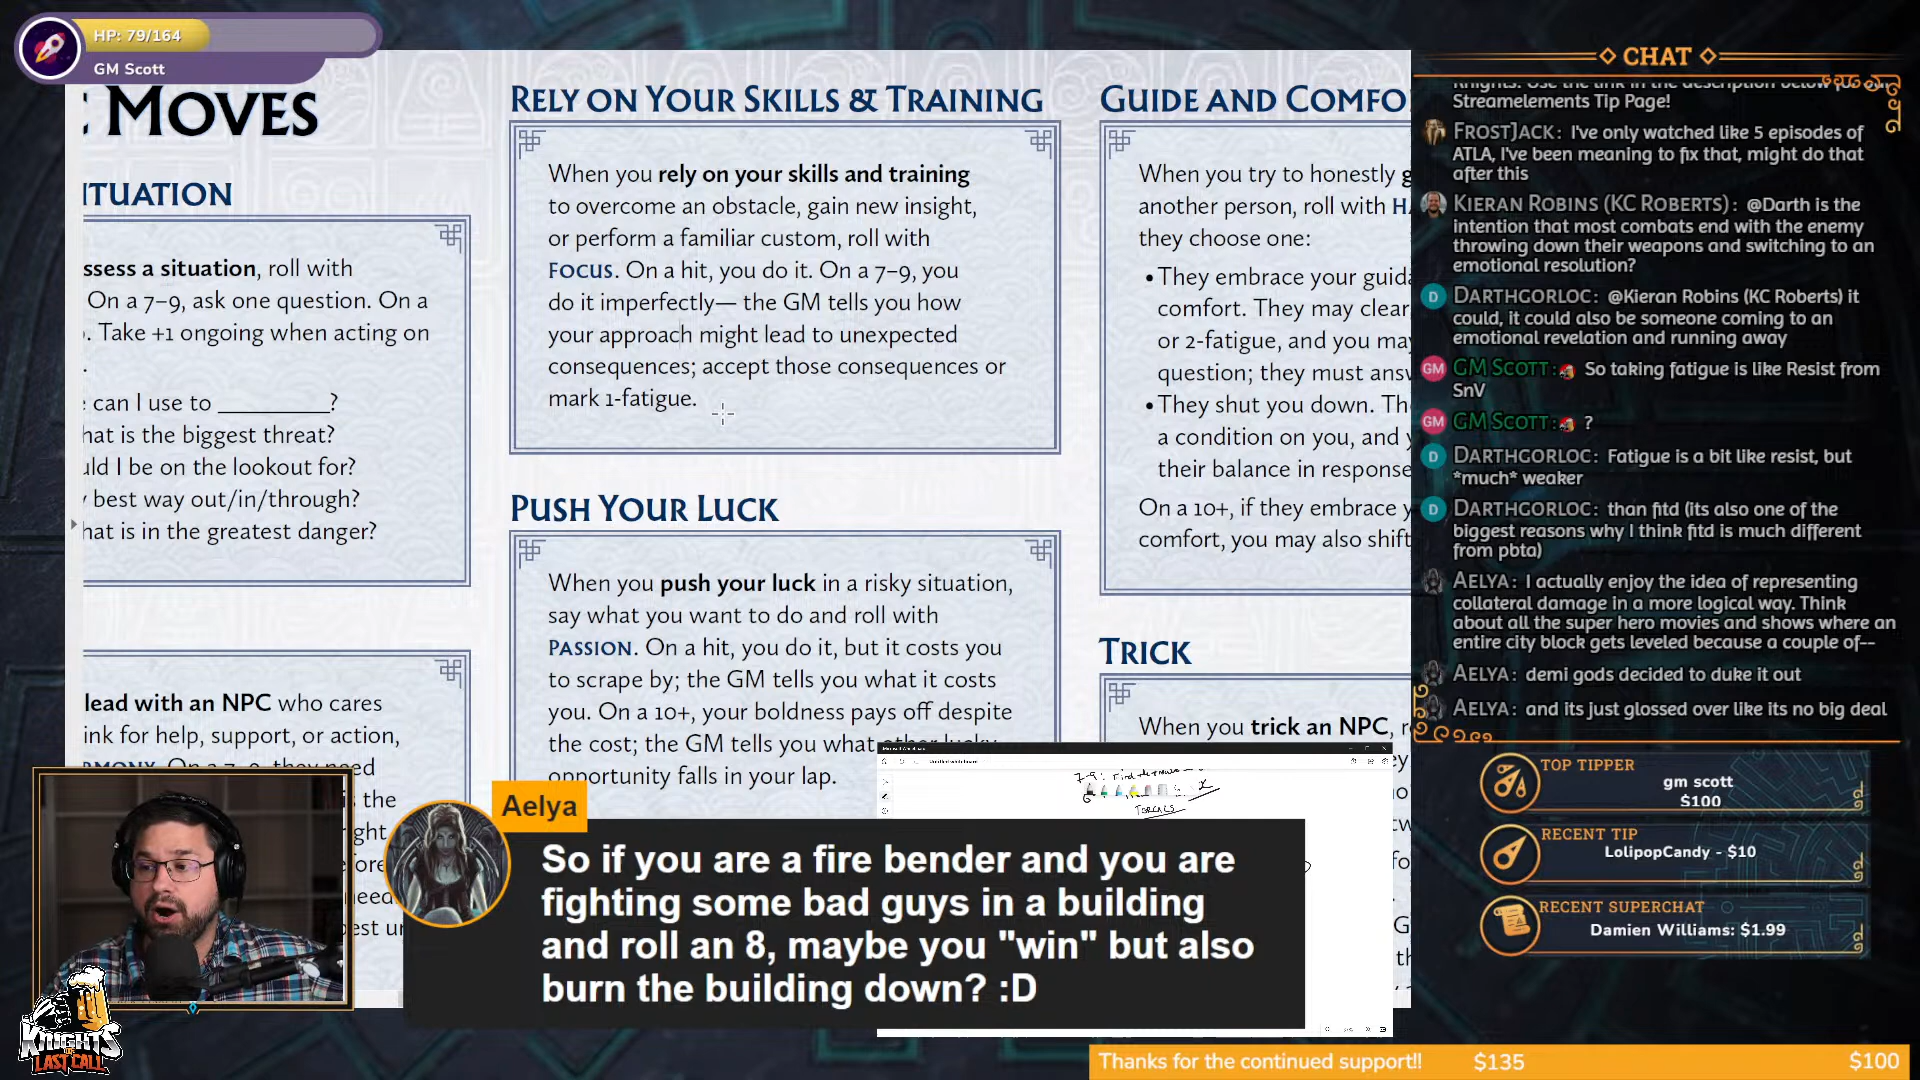 HP: 79/164
GM Scott
MOVES
ITUATION
ssess a situation, roll with
On a 7–9, ask one question. On a
. Take +1 ongoing when acting on
.
can I use to __________?
hat is the biggest threat?
uld I be on the lookout for?
best way out/in/through?
hat is in the greatest danger?
lead with an NPC who cares
ink for help, support, or action,
RELY ON YOUR SKILLS & TRAINING
When you rely on your skills and training
to overcome an obstacle, gain new insight,
or perform a familiar custom, roll with
FOCUS. On a hit, you do it. On a 7–9, you
do it imperfectly— the GM tells you how
your approach might lead to unexpected
consequences; accept those consequences or
mark 1-fatigue.
PUSH YOUR LUCK
When you push your luck in a risky situation,
say what you want to do and roll with
PASSION. On a hit, you do it, but it costs you
to scrape by; the GM tells you what it costs
you. On a 10+, your boldness pays off despite
the cost; the GM tells you what other lucky
opportunity falls in your lap.
GUIDE AND COMFO
When you try to honestly g
another person, roll with HA
they choose one:
• They embrace your guida
comfort. They may clear
or 2-fatigue, and you may
question; they must answ
• They shut you down. Th
a condition on you, and y
their balance in response
On a 10+, if they embrace y
comfort, you may also shift
TRICK
When you trick an NPC, r
Aelya
So if you are a fire bender and you are
fighting some bad guys in a building
and roll an 8, maybe you "win" but also
burn the building down? :D
KNIGHTS
LAST CALL
CHAT
Knights. Use the link in the description below for our
Streamelements Tip Page!
FROSTJACK: I've only watched like 5 episodes of
ATLA, I've been meaning to fix that, might do that
after this
KIERAN ROBINS (KC ROBERTS): @Darth is the
intention that most combats end with the enemy
throwing down their weapons and switching to an
emotional resolution?
D DARTHGORLOC: @Kieran Robins (KC Roberts) it
could, it could also be someone coming to an
emotional revelation and running away
GM GM SCOTT: So taking fatigue is like Resist from
SnV
GM GM SCOTT: ?
D DARTHGORLOC: Fatigue is a bit like resist, but
*much* weaker
D DARTHGORLOC: than fitd (its also one of the
biggest reasons why I think fitd is much different
from pbta)
AELYA: I actually enjoy the idea of representing
collateral damage in a more logical way. Think
about all the super hero movies and shows where an
entire city block gets leveled because a couple of--
AELYA: demi gods decided to duke it out
AELYA: and its just glossed over like its no big deal
TOP TIPPER
gm scott
$100
RECENT TIP
LolipopCandy - $10
RECENT SUPERCHAT
Damien Williams: $1.99
Thanks for the continued support!! $135 $100